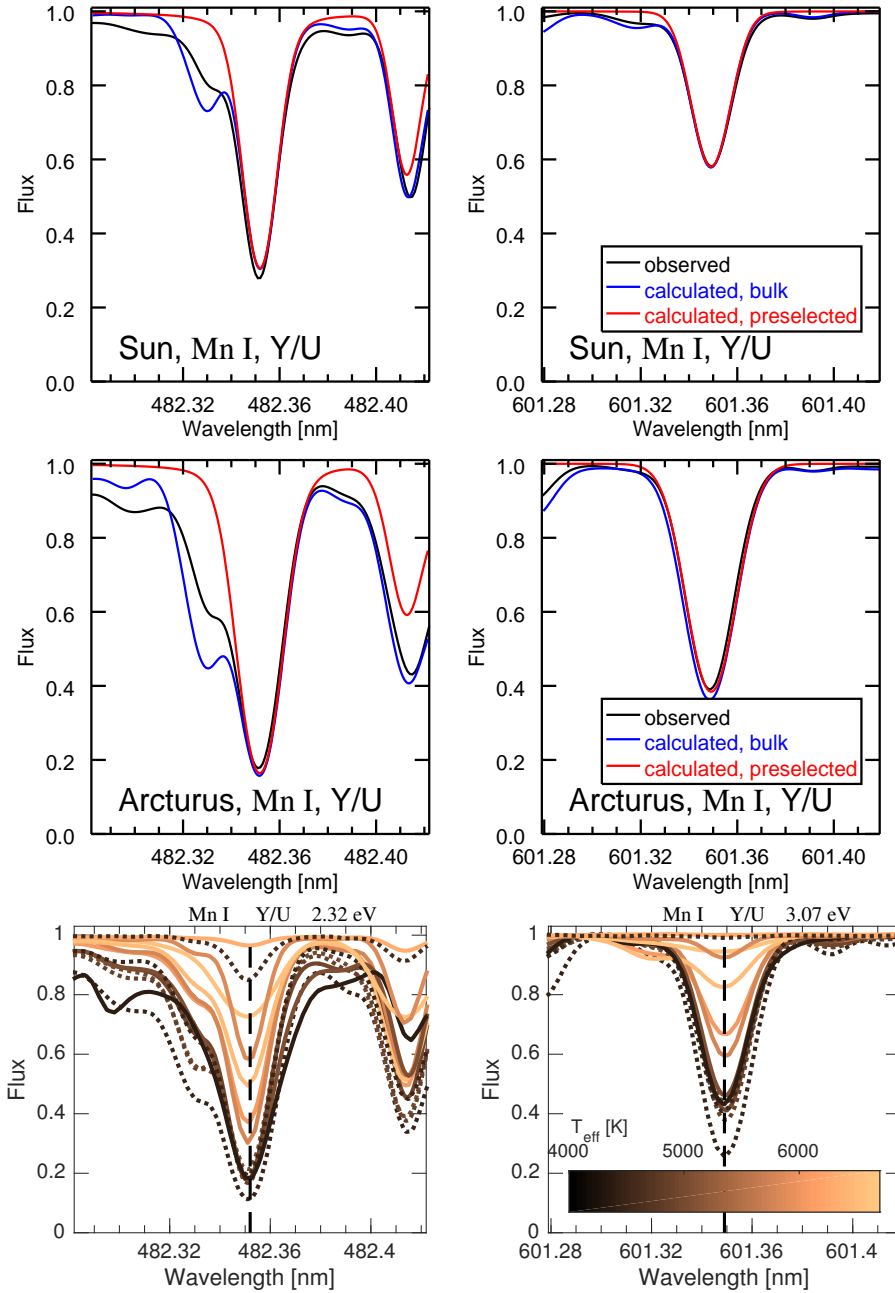 1.0
0.8
0.6
0.4
0.2
0.0
Flux
Sun, Mn I, Y/U
482.32 482.36 482.40
Wavelength [nm]
1.0
0.8
0.6
0.4
0.2
0.0
Flux
observed
calculated, bulk
calculated, preselected
Sun, Mn I, Y/U
601.28 601.32 601.36 601.40
Wavelength [nm]
1.0
0.8
0.6
0.4
0.2
0.0
Flux
Arcturus, Mn I, Y/U
482.32 482.36 482.40
Wavelength [nm]
1.0
0.8
0.6
0.4
0.2
0.0
Flux
observed
calculated, bulk
calculated, preselected
Arcturus, Mn I, Y/U
601.28 601.32 601.36 601.40
Wavelength [nm]
Mn I Y/U 2.32 eV
1
0.8
0.6
0.4
0.2
0
Flux
482.32 482.36 482.4
Wavelength [nm]
Mn I Y/U 3.07 eV
1
0.8
0.6
0.4
0.2
0
Flux
T_eff [K]
4000 5000 6000
601.28 601.32 601.36 601.4
Wavelength [nm]